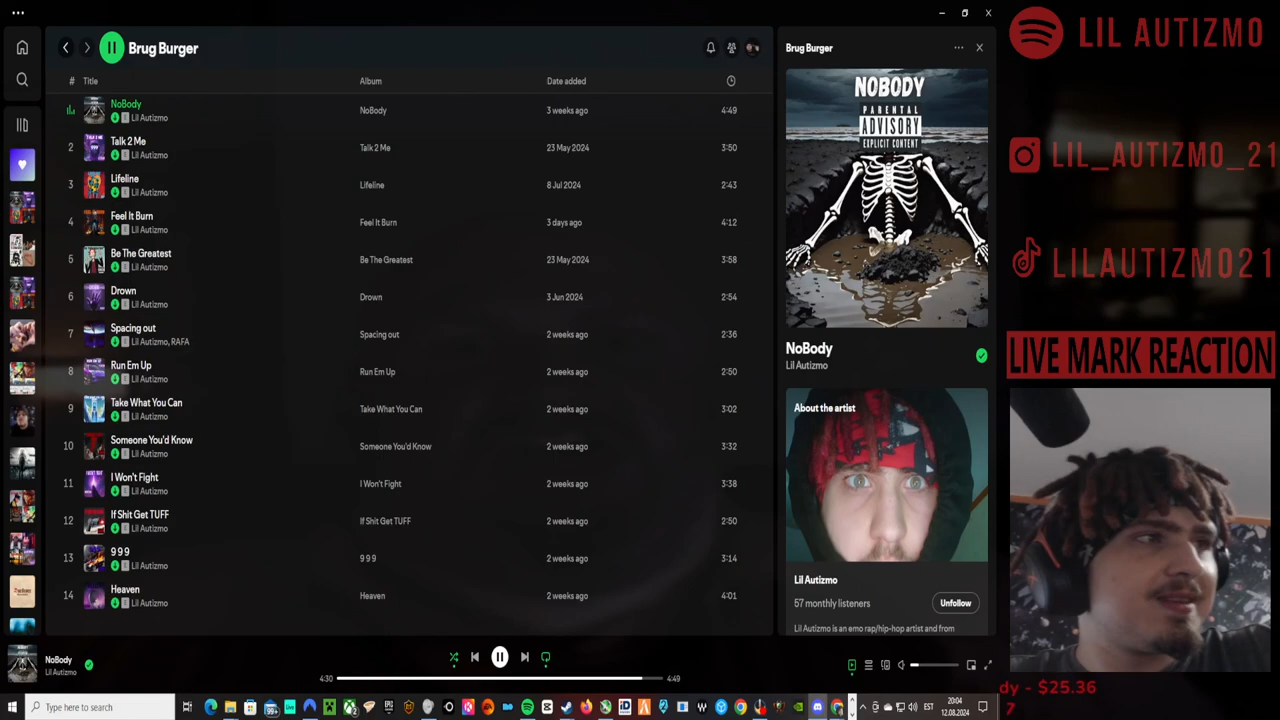 Brug Burger
# Title Album Date added
NoBody
Lil Autizmo
NoBody 3 weeks ago 4:49
2 Talk 2 Me
Lil Autizmo
Talk 2 Me 23 May 2024 3:50
3 Lifeline
Lil Autizmo
Lifeline 8 Jul 2024 2:43
4 Feel It Burn
Lil Autizmo
Feel It Burn 3 days ago 4:12
5 Be The Greatest
Lil Autizmo
Be The Greatest 23 May 2024 3:58
6 Drown
Lil Autizmo
Drown 3 Jun 2024 2:54
7 Spacing out
Lil Autizmo, RAFA
Spacing out 2 weeks ago 2:36
8 Run Em Up
Lil Autizmo
Run Em Up 2 weeks ago 2:50
9 Take What You Can
Lil Autizmo
Take What You Can 2 weeks ago 3:02
10 Someone You'd Know
Lil Autizmo
Someone You'd Know 2 weeks ago 3:32
11 I Won't Fight
Lil Autizmo
I Won't Fight 2 weeks ago 3:38
12 If Shit Get TUFF
Lil Autizmo
If Shit Get TUFF 2 weeks ago 2:50
13 9 9 9
Lil Autizmo
9 9 9 2 weeks ago 3:14
14 Heaven
Lil Autizmo
Heaven 2 weeks ago 4:01
Brug Burger
NOBODY
PARENTAL
ADVISORY
EXPLICIT CONTENT
NoBody
Lil Autizmo
About the artist
Lil Autizmo
57 monthly listeners
Unfollow
Lil Autizmo is an emo rap/hip-hop artist and from
LIL AUTIZMO
LIL_AUTIZMO_21
LILAUTIZMO21
LIVE MARK REACTION
dy - $25.36
7
NoBody
Lil Autizmo
4:30 4:49
Type here to search
99+
EST
20:04
12.08.2024